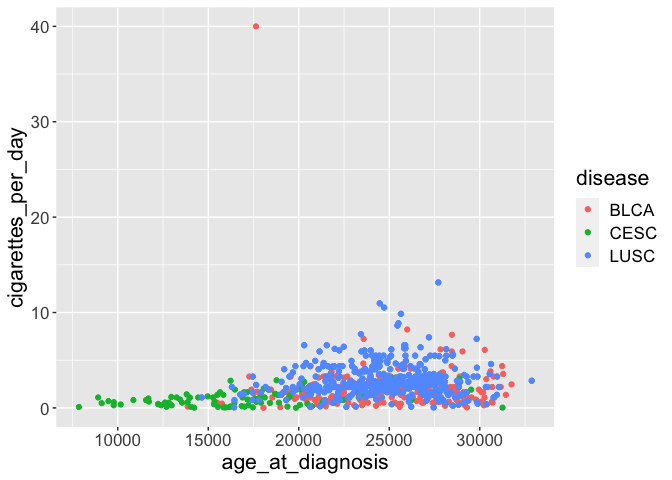 40
30
20
10
0
cigarettes_per_day
10000 15000 20000 25000 30000
age_at_diagnosis
disease
BLCA
CESC
LUSC